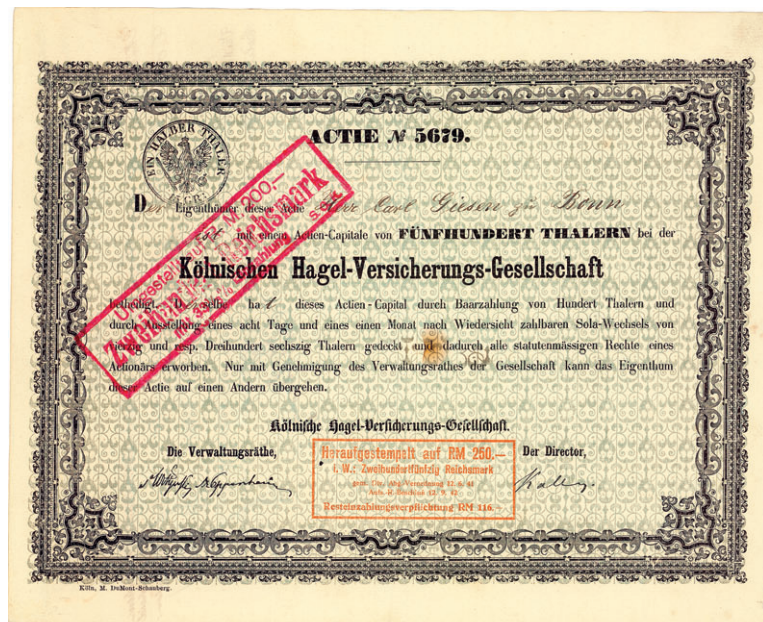 ACTIE № 5679.
EIN HALBER THALER
Der Eigenthümer dieser Actie Herr Carl Giesen zu Bonn
ist mit einem Actien-Capitale von FÜNFHUNDERT THALERN bei der
Kölnischen Hagel-Versicherungs-Gesellschaft
betheiligt. Derselbe hat dieses Actien-Capital durch Baarzahlung von Hundert Thalern und
durch Ausstellung eines acht Tage und eines einen Monat nach Wiedersicht zahlbaren Sola-Wechsels von
vierzig und resp. Dreihundert sechszig Thalern gedeckt und dadurch alle statutenmässigen Rechte eines
Actionärs erworben. Nur mit Genehmigung des Verwaltungsrathes der Gesellschaft kann das Eigenthum
dieser Actie auf einen Andern übergehen.
Umgestellt auf 200,—
Zweihundert Reichsmark
Kölnische Hagel-Versicherungs-Gesellschaft.
Die Verwaltungsräthe,
Der Director,
Heraufgestempelt auf RM 250.—
i. W.: Zweihundertfünfzig Reichsmark
Resteinzahlungsverpflichtung RM 116.
Köln, M. DuMont-Schauberg.